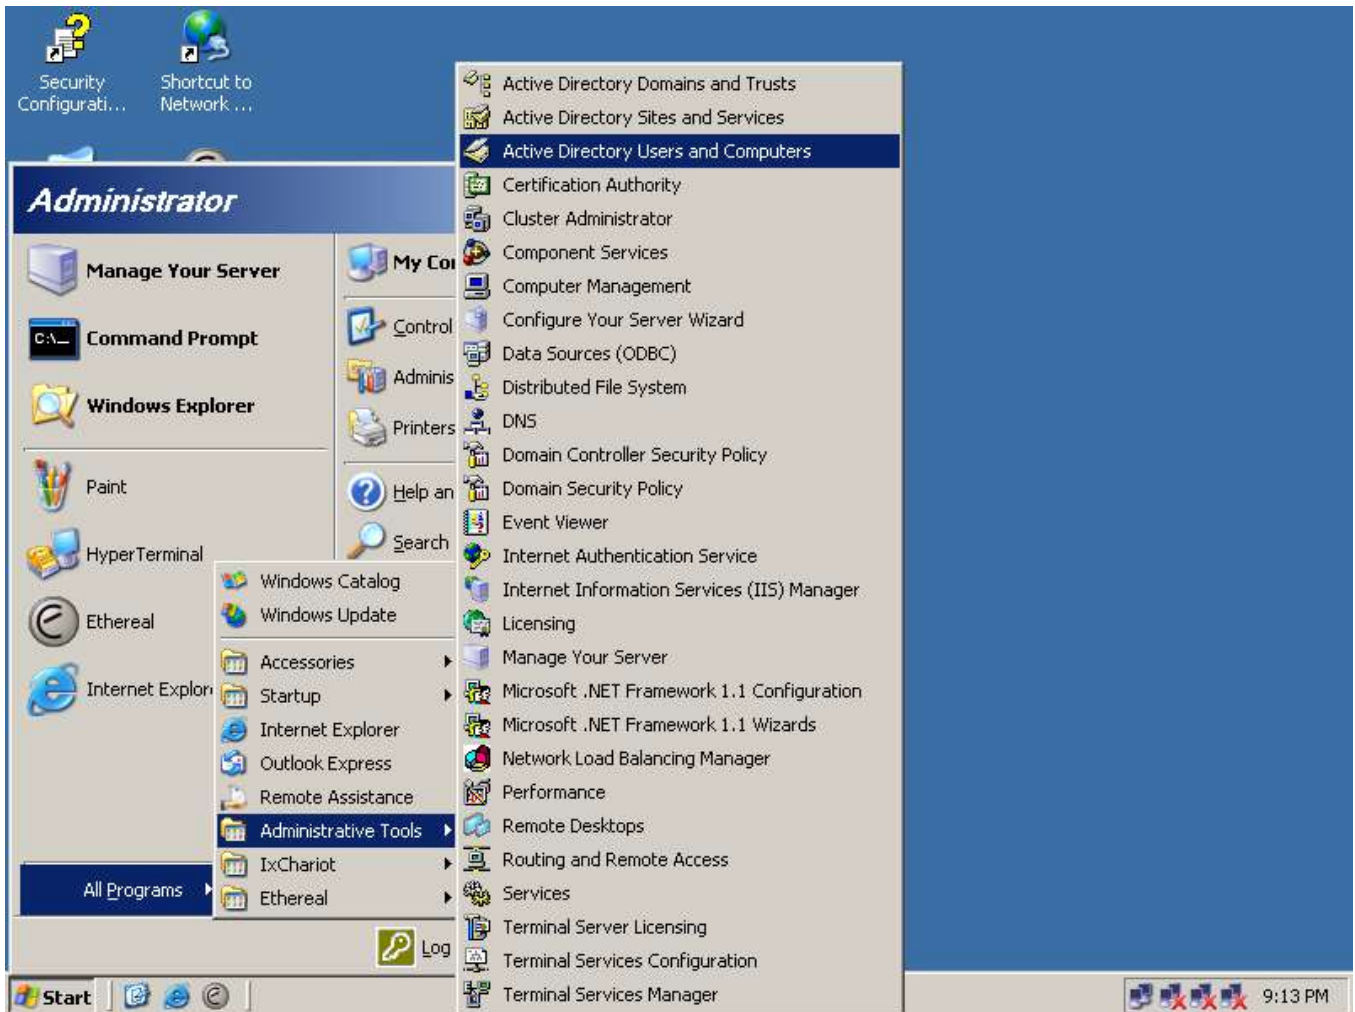 Security
Configurati...
Shortcut to
Network ...
Administrator
Manage Your Server
Command Prompt
Windows Explorer
Paint
HyperTerminal
Ethereal
Internet Explor
All Programs
My Co
Control
Adminis
Printers
Help an
Search
Log
Windows Catalog
Windows Update
Accessories
Startup
Internet Explorer
Outlook Express
Remote Assistance
Administrative Tools
IxChariot
Ethereal
Active Directory Domains and Trusts
Active Directory Sites and Services
Active Directory Users and Computers
Certification Authority
Cluster Administrator
Component Services
Computer Management
Configure Your Server Wizard
Data Sources (ODBC)
Distributed File System
DNS
Domain Controller Security Policy
Domain Security Policy
Event Viewer
Internet Authentication Service
Internet Information Services (IIS) Manager
Licensing
Manage Your Server
Microsoft .NET Framework 1.1 Configuration
Microsoft .NET Framework 1.1 Wizards
Network Load Balancing Manager
Performance
Remote Desktops
Routing and Remote Access
Services
Terminal Server Licensing
Terminal Services Configuration
Terminal Services Manager
Start
9:13 PM